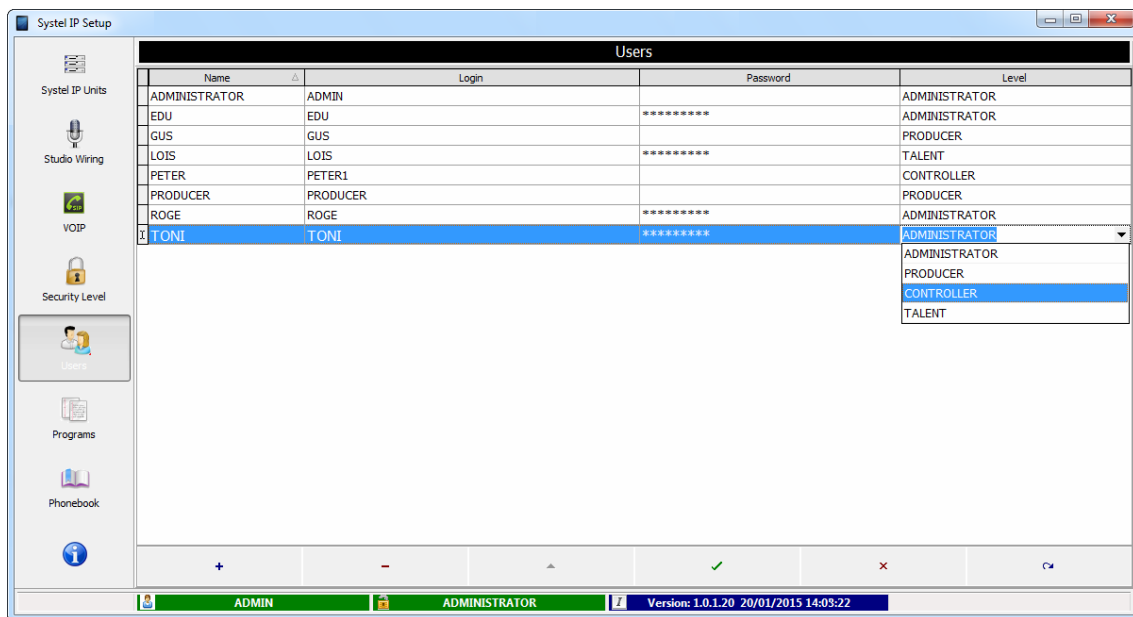 Systel IP Setup
Users
Systel IP Units
Studio Wiring
SIP
VOIP
Security Level
Users
Programs
Phonebook
Name Login Password Level
ADMINISTRATOR ADMIN ADMINISTRATOR
EDU EDU ********* ADMINISTRATOR
GUS GUS PRODUCER
LOIS LOIS ********* TALENT
PETER PETER1 CONTROLLER
PRODUCER PRODUCER PRODUCER
ROGE ROGE ********* ADMINISTRATOR
TONI TONI ********* ADMINISTRATOR
ADMINISTRATOR
PRODUCER
CONTROLLER
TALENT
ADMIN ADMINISTRATOR I Version: 1.0.1.20 20/01/2015 14:03:22